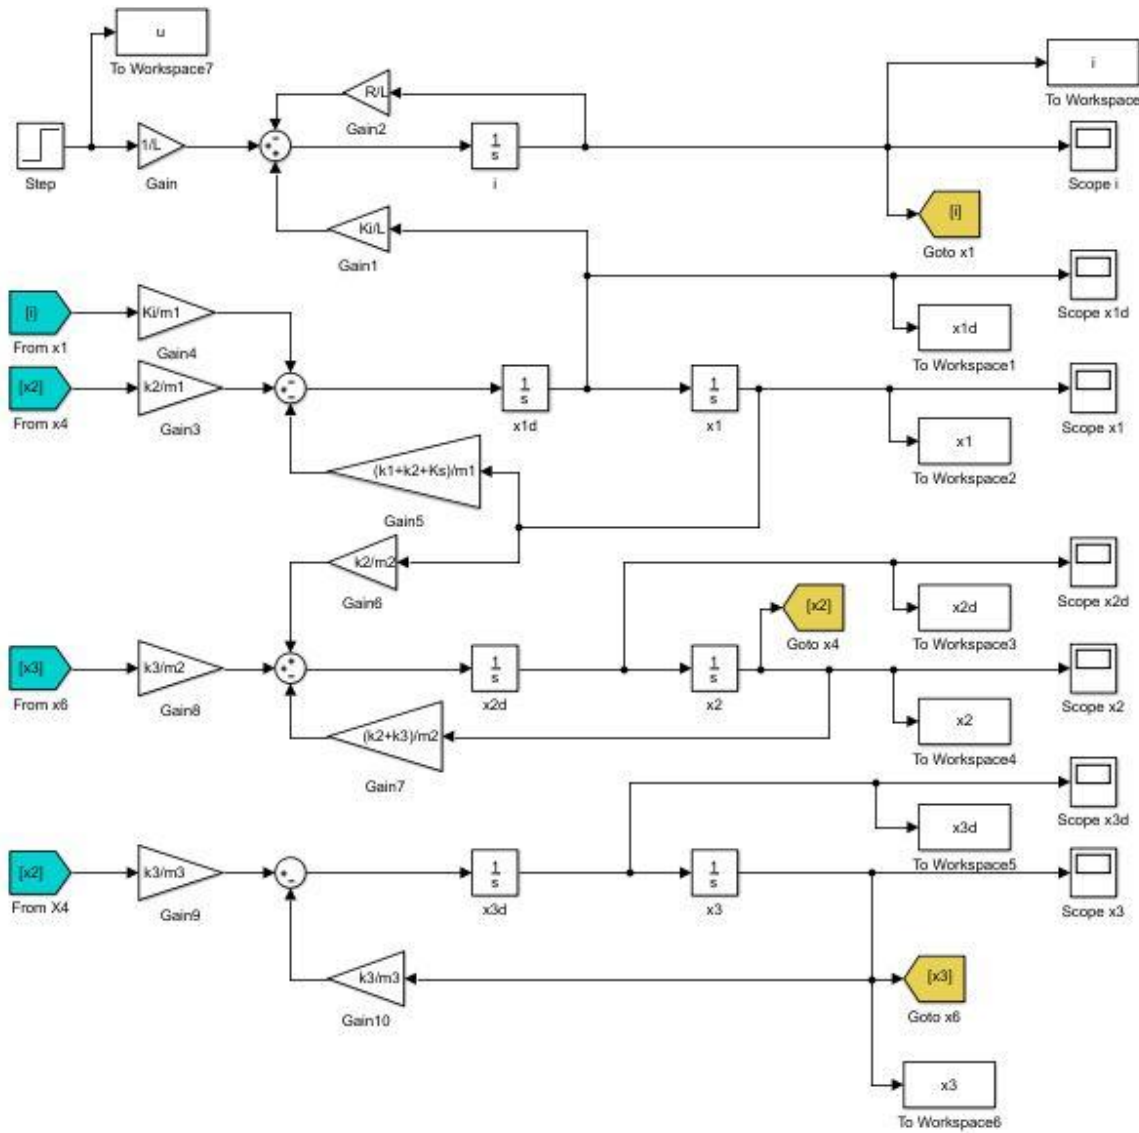 u
To Workspace7
i
To Workspace
R/L
Gain2
Step
1/L
Gain
1
s
i
Scope i
[i]
Goto x1
Ki/L
Gain1
Scope x1d
x1d
To Workspace1
[i]
From x1
Ki/m1
Gain4
[x2]
From x4
k2/m1
Gain3
1
s
x1d
1
s
x1
Scope x1
x1
To Workspace2
(k1+k2+Ks)/m1
Gain5
k2/m2
Gain6
Scope x2d
x2d
To Workspace3
[x2]
Goto x4
[x3]
From x6
k3/m2
Gain8
1
s
x2d
1
s
x2
Scope x2
x2
To Workspace4
(k2+k3)/m2
Gain7
Scope x3d
x3d
To Workspace5
[x2]
From X4
k3/m3
Gain9
1
s
x3d
1
s
x3
Scope x3
k3/m3
Gain10
[x3]
Goto x6
x3
To Workspace6